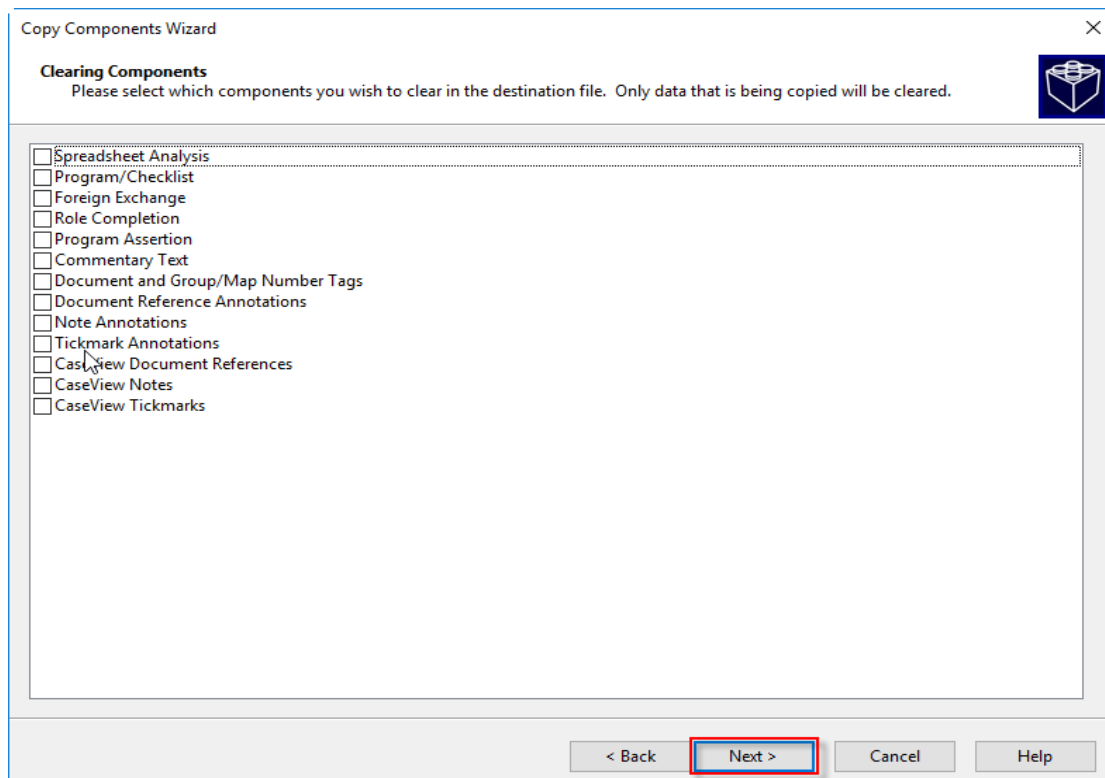 Copy Components Wizard
Clearing Components
Please select which components you wish to clear in the destination file. Only data that is being copied will be cleared.
Spreadsheet Analysis
Program/Checklist
Foreign Exchange
Role Completion
Program Assertion
Commentary Text
Document and Group/Map Number Tags
Document Reference Annotations
Note Annotations
Tickmark Annotations
CaseView Document References
CaseView Notes
CaseView Tickmarks
< Back Next > Cancel Help